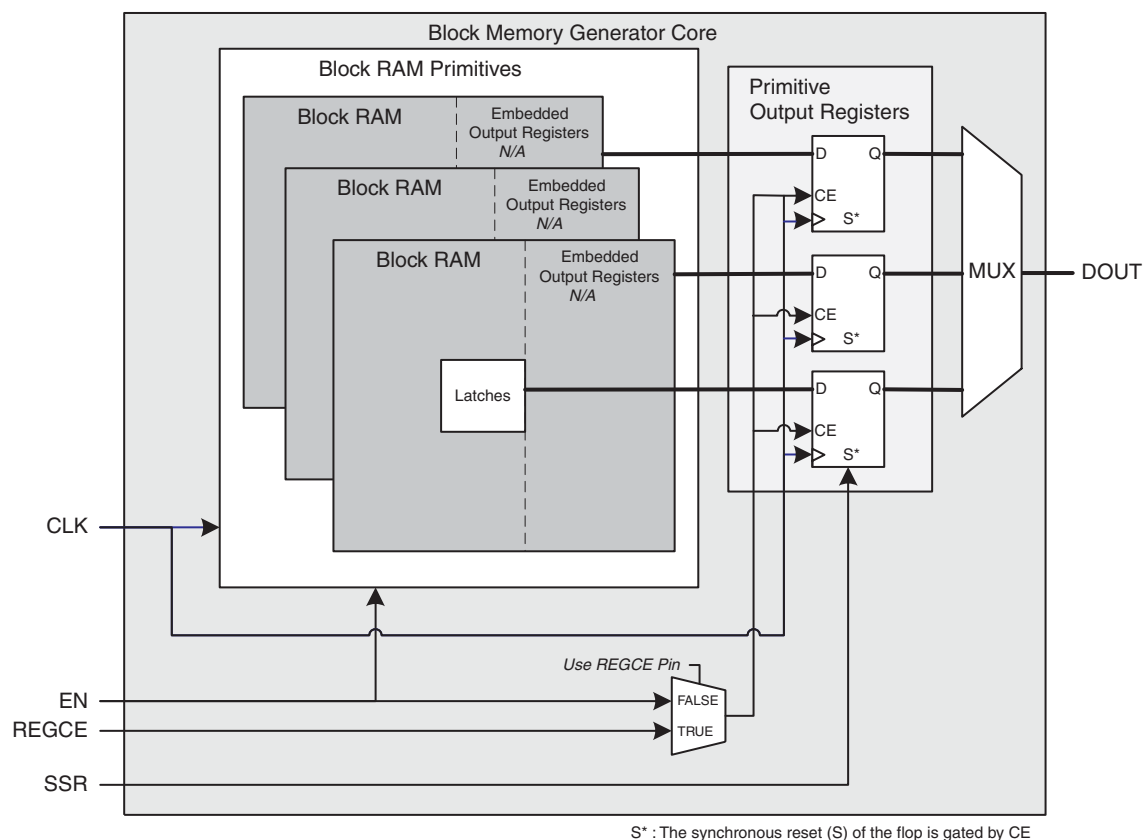 Block Memory Generator Core
Block RAM Primitives
Block RAM
Embedded
Output Registers
N/A
Block RAM
Embedded
Output Registers
N/A
Block RAM
Embedded
Output Registers
N/A
Latches
Primitive
Output Registers
D
Q
CE
S*
D
Q
CE
S*
D
Q
CE
S*
MUX
DOUT
CLK
Use REGCE Pin
EN
FALSE
REGCE
TRUE
SSR
S* : The synchronous reset (S) of the flop is gated by CE